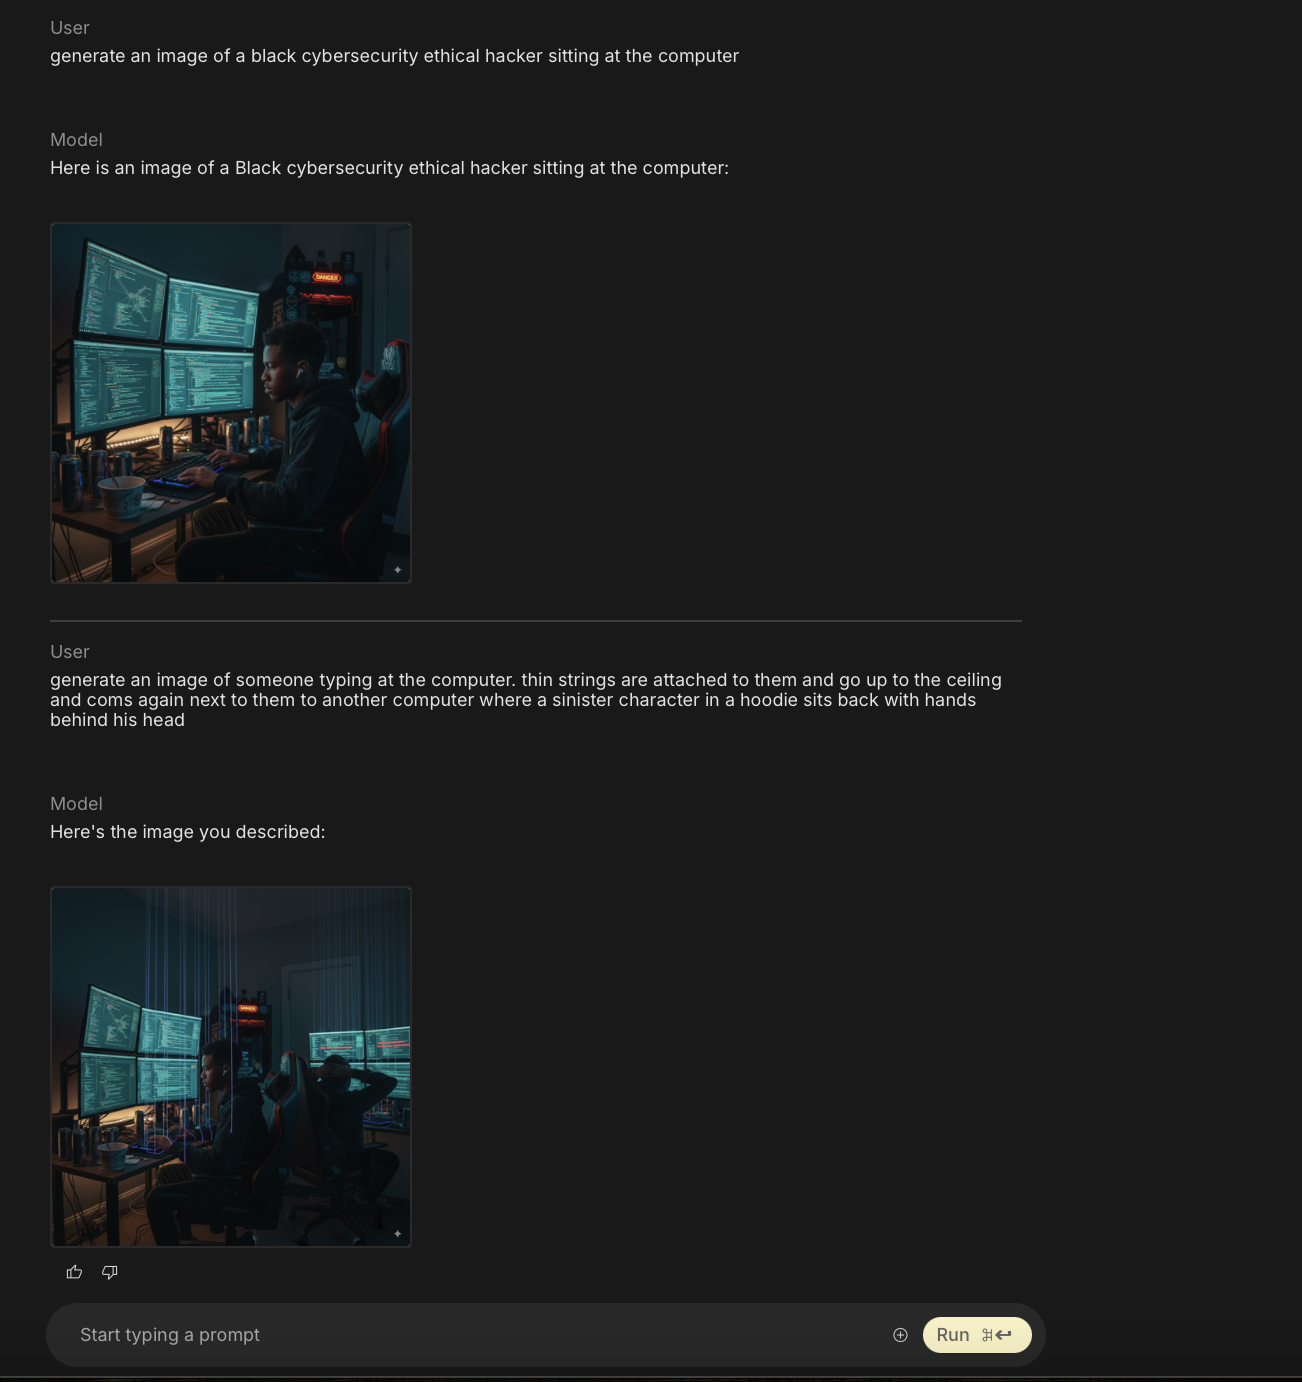 User
generate an image of a black cybersecurity ethical hacker sitting at the computer
Model
Here is an image of a Black cybersecurity ethical hacker sitting at the computer:
DANGER
User
generate an image of someone typing at the computer. thin strings are attached to them and go up to the ceiling
and coms again next to them to another computer where a sinister character in a hoodie sits back with hands
behind his head
Model
Here's the image you described:
DANGER
Start typing a prompt
Run ⌘↩